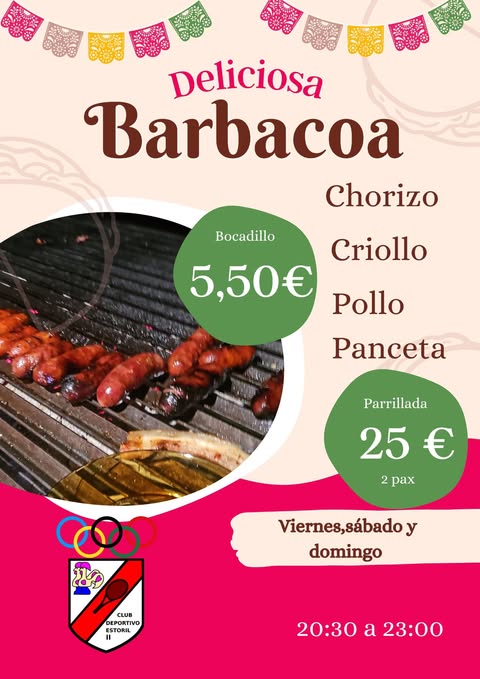 Deliciosa
Barbacoa
Chorizo
Bocadillo
5,50€
Criollo
Pollo
Panceta
Parrillada
25 €
2 pax
Viernes,sábado y
domingo
CLUB
DEPORTIVO
ESTORIL
II
20:30 a 23:00